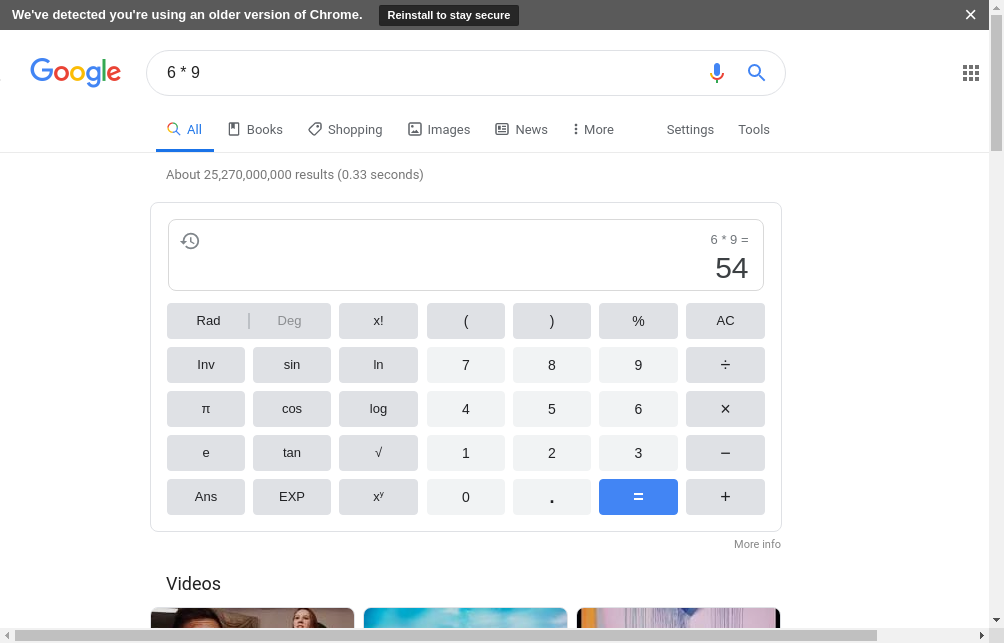 We've detected you're using an older version of Chrome. Reinstall to stay secure ×
Google 6 * 9
All Books Shopping Images News More Settings Tools
About 25,270,000,000 results (0.33 seconds)
6 * 9 =
54
Rad | Deg x! ( ) % AC
Inv sin ln 7 8 9 ÷
π cos log 4 5 6 ×
e tan √ 1 2 3 −
Ans EXP xʸ 0 . = +
More info
Videos